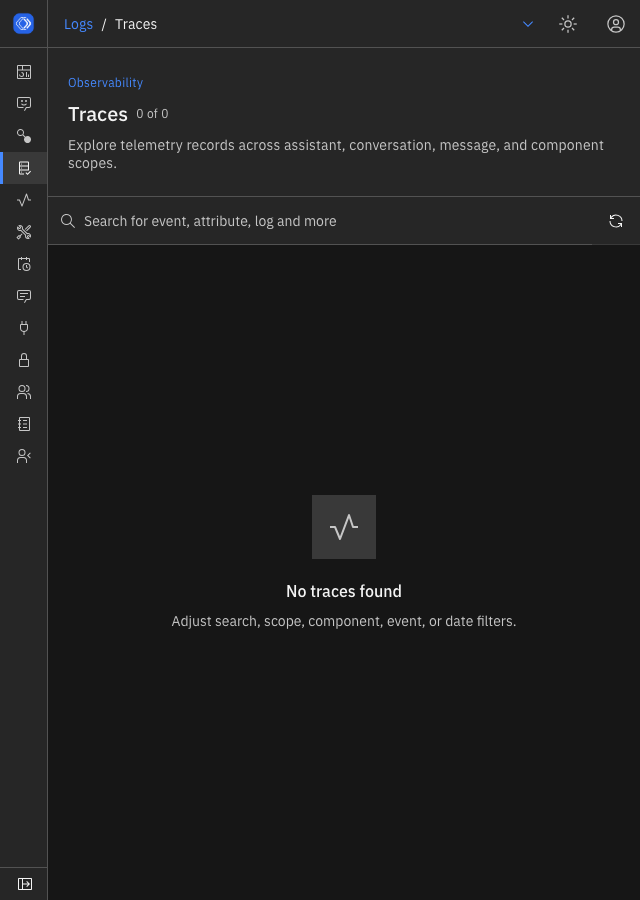 Logs / Traces
Observability
Traces 0 of 0
Explore telemetry records across assistant, conversation, message, and component
scopes.
Search for event, attribute, log and more
No traces found
Adjust search, scope, component, event, or date filters.